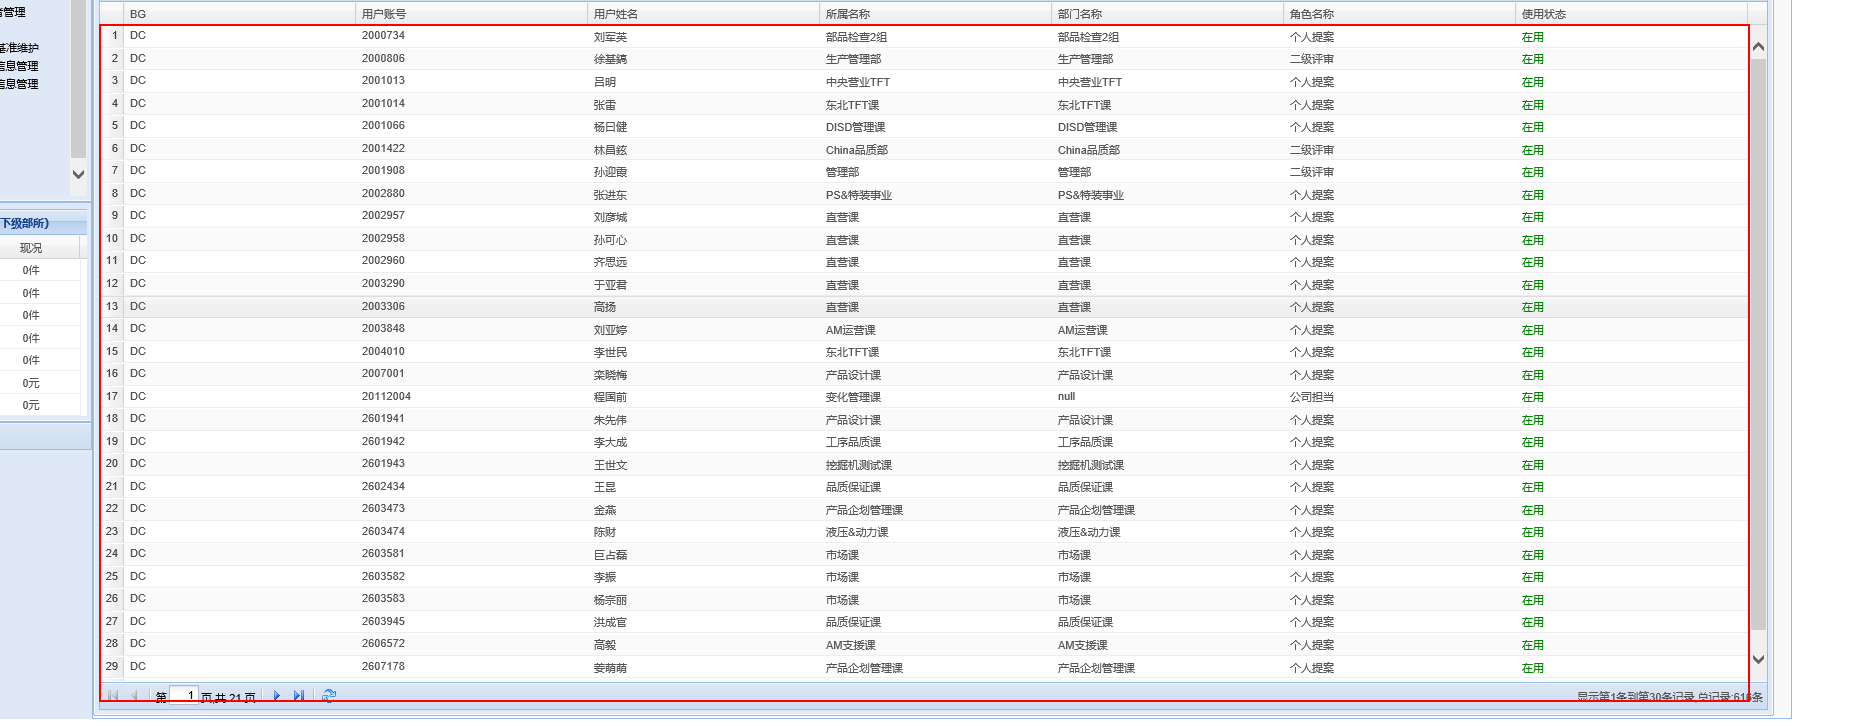 管理
基准维护
信息管理
信息管理
下级部所)
现况
0件
0件
0件
0件
0件
0元
0元
BG 用户账号 用户姓名 所属名称 部门名称 角色名称 使用状态
1 DC 2000734 刘军英 部品检查2组 部品检查2组 个人提案 在用
2 DC 2000806 徐基鎬 生产管理部 生产管理部 二级评审 在用
3 DC 2001013 吕明 中央营业TFT 中央营业TFT 个人提案 在用
4 DC 2001014 张雷 东北TFT课 东北TFT课 个人提案 在用
5 DC 2001066 杨日健 DISD管理课 DISD管理课 个人提案 在用
6 DC 2001422 林昌鉉 China品质部 China品质部 二级评审 在用
7 DC 2001908 孙迎霞 管理部 管理部 二级评审 在用
8 DC 2002880 张进东 PS&特装事业 PS&特装事业 个人提案 在用
9 DC 2002957 刘彦城 直营课 直营课 个人提案 在用
10 DC 2002958 孙可心 直营课 直营课 个人提案 在用
11 DC 2002960 齐思远 直营课 直营课 个人提案 在用
12 DC 2003290 于亚君 直营课 直营课 个人提案 在用
13 DC 2003306 高扬 直营课 直营课 个人提案 在用
14 DC 2003848 刘亚婷 AM运营课 AM运营课 个人提案 在用
15 DC 2004010 李世民 东北TFT课 东北TFT课 个人提案 在用
16 DC 2007001 栾晓梅 产品设计课 产品设计课 个人提案 在用
17 DC 20112004 程国前 变化管理课 null 公司担当 在用
18 DC 2601941 朱先伟 产品设计课 产品设计课 个人提案 在用
19 DC 2601942 李大成 工序品质课 工序品质课 个人提案 在用
20 DC 2601943 王世文 挖掘机测试课 挖掘机测试课 个人提案 在用
21 DC 2602434 王昆 品质保证课 品质保证课 个人提案 在用
22 DC 2603473 金燕 产品企划管理课 产品企划管理课 个人提案 在用
23 DC 2603474 陈财 液压&动力课 液压&动力课 个人提案 在用
24 DC 2603581 巨占磊 市场课 市场课 个人提案 在用
25 DC 2603582 李振 市场课 市场课 个人提案 在用
26 DC 2603583 杨宗丽 市场课 市场课 个人提案 在用
27 DC 2603945 洪成官 品质保证课 品质保证课 个人提案 在用
28 DC 2606572 高毅 AM支援课 AM支援课 个人提案 在用
29 DC 2607178 姜萌萌 产品企划管理课 产品企划管理课 个人提案 在用
第 1 页,共 21 页 显示第1条到第30条记录,总记录:616条